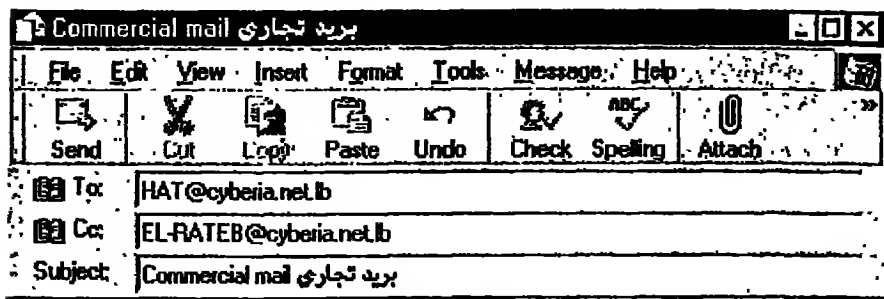 Commercial mail بريد تجاري
File Edit View Insert Format Tools Message Help
Send Cut Copy Paste Undo Check Spelling Attach »
To: HAT@cyberia.net.lb
Cc: EL-RATEB@cyberia.net.lb
Subject: Commercial mail بريد تجاري